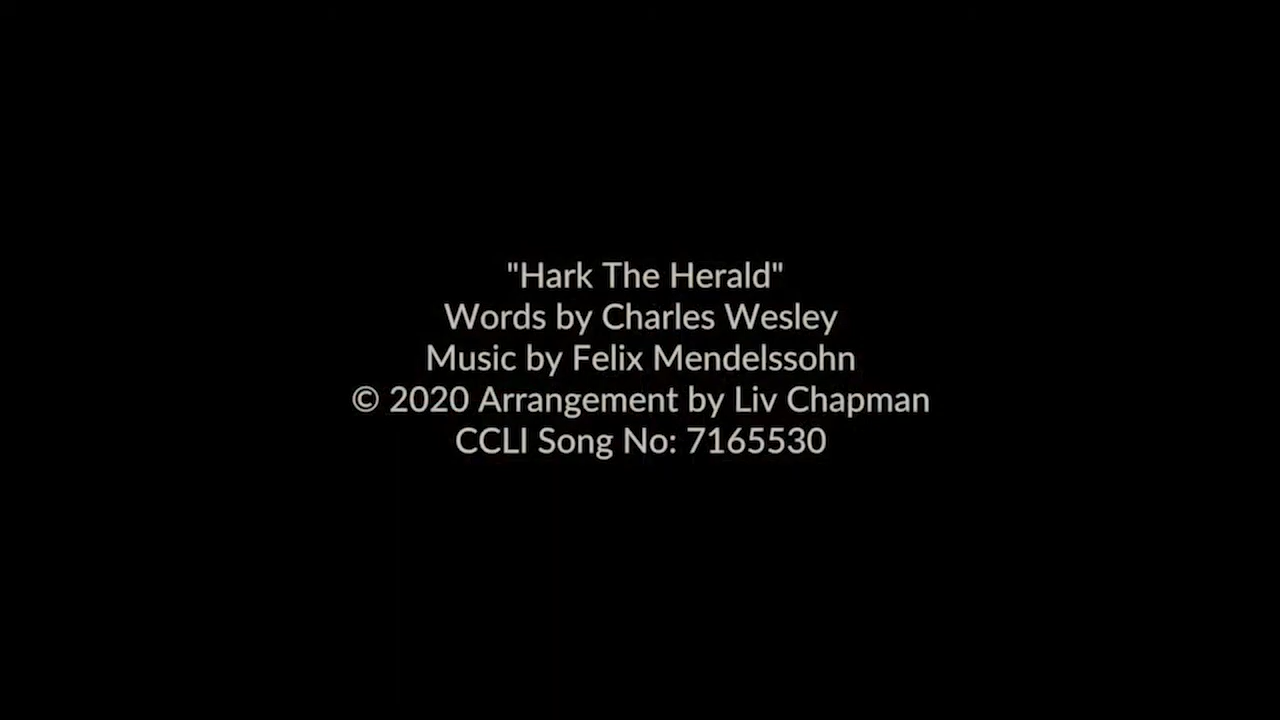 "Hark The Herald"
Words by Charles Wesley
Music by Felix Mendelssohn
© 2020 Arrangement by Liv Chapman
CCLI Song No: 7165530